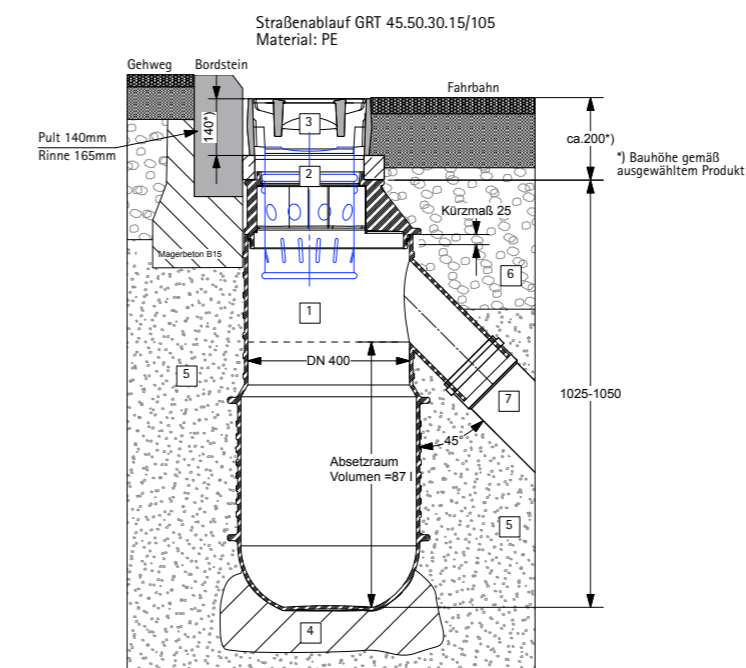 Straßenablauf GRT 45.50.30.15/105
Material: PE
Gehweg
Bordstein
Fahrbahn
3
140*)
ca.200*)
Pult 140mm
Rinne 165mm
*) Bauhöhe gemäß
ausgewähltem Produkt
2
Kürzmaß 25
Magerbeton B15
6
1
DN 400
5
7
1025-1050
45°
Absetzraum
Volumen =87 l
5
4